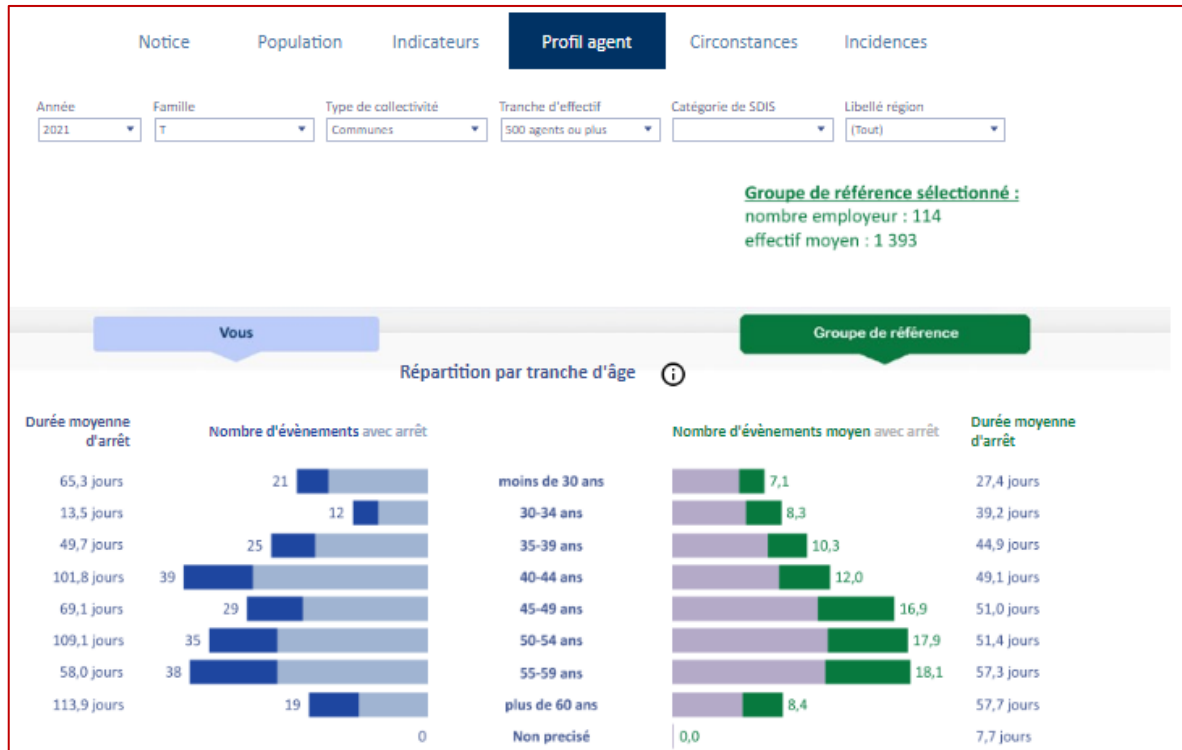 Notice Population Indicateurs Profil agent Circonstances Incidences
Année Famille Type de collectivité Tranche d'effectif Catégorie de SDIS Libellé région
2021 T Communes 500 agents ou plus (Tout)
Groupe de référence sélectionné :
nombre employeur : 114
effectif moyen : 1 393
Vous Groupe de référence
Répartition par tranche d'âge i
Durée moyenne d'arrêt Nombre d'évènements avec arrêt Nombre d'évènements moyen avec arrêt Durée moyenne d'arrêt
65,3 jours 21 moins de 30 ans 7,1 27,4 jours
13,5 jours 12 30-34 ans 8,3 39,2 jours
49,7 jours 25 35-39 ans 10,3 44,9 jours
101,8 jours 39 40-44 ans 12,0 49,1 jours
69,1 jours 29 45-49 ans 16,9 51,0 jours
109,1 jours 35 50-54 ans 17,9 51,4 jours
58,0 jours 38 55-59 ans 18,1 57,3 jours
113,9 jours 19 plus de 60 ans 8,4 57,7 jours
0 Non precisé 0,0 7,7 jours